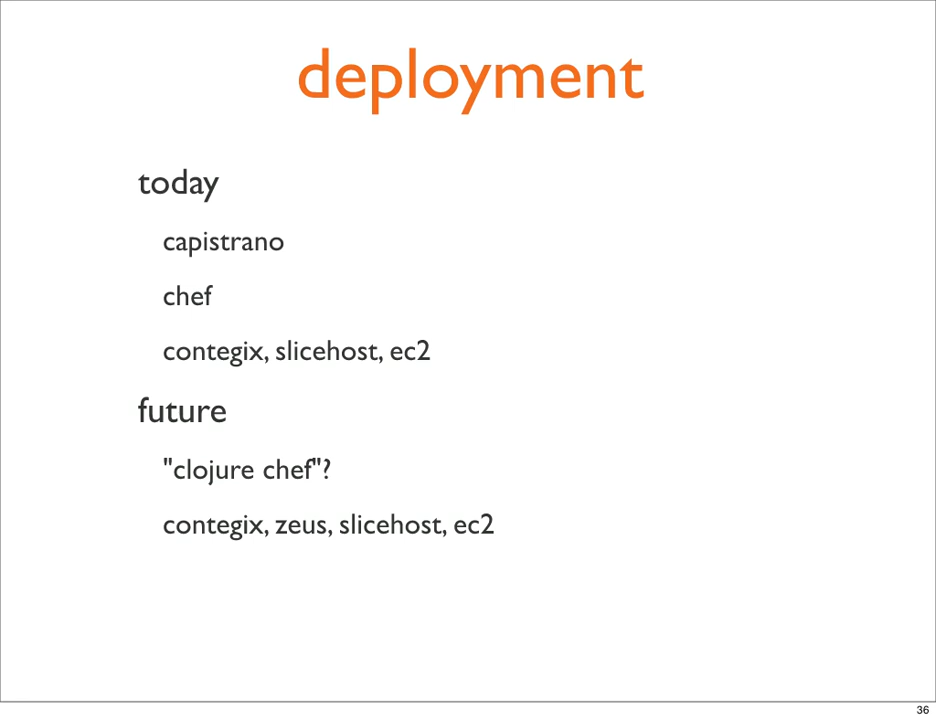 deployment
today
capistrano
chef
contegix, slicehost, ec2
future
"clojure chef"?
contegix, zeus, slicehost, ec2
36